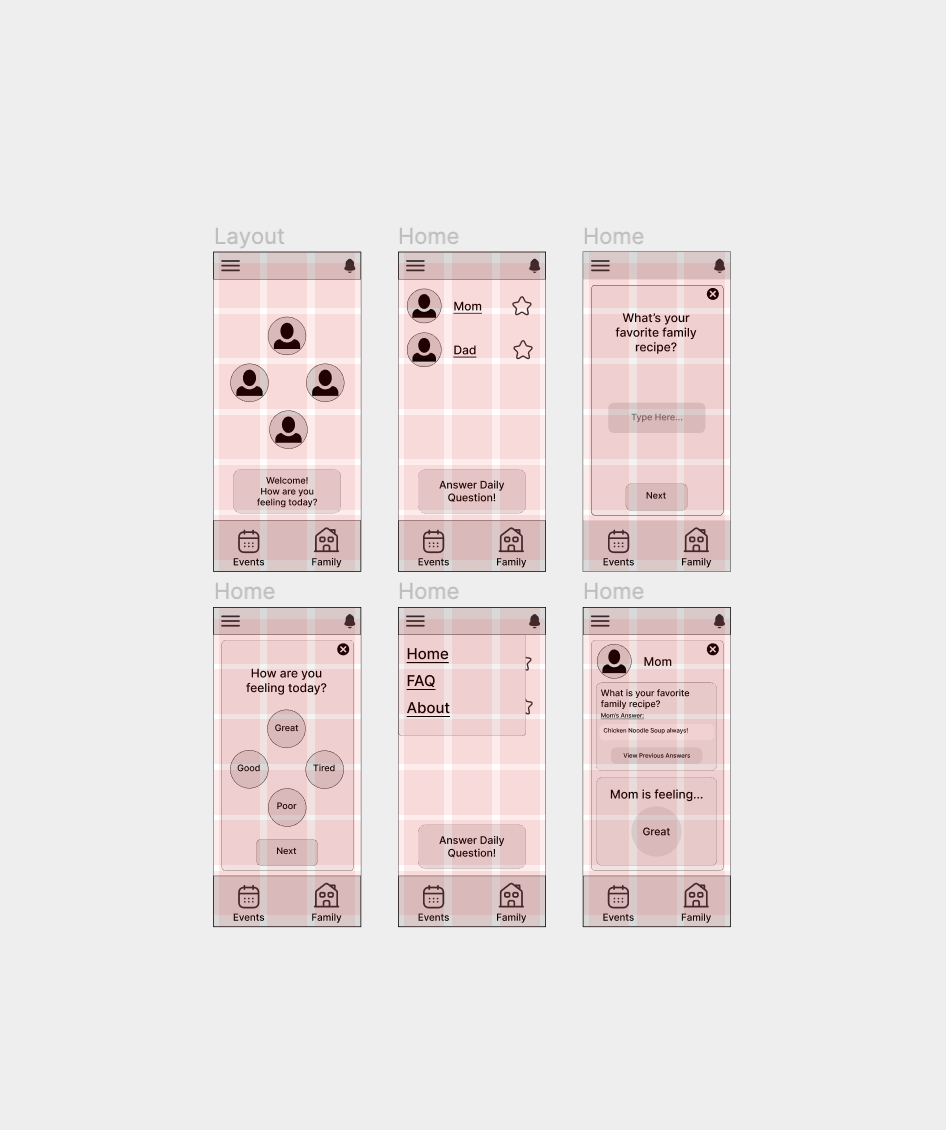 Layout
Welcome!
How are you
feeling today?
Events
Family
Home
Mom
Dad
Answer Daily
Question!
Events
Family
Home
What's your
favorite family
recipe?
Type Here...
Next
Events
Family
Home
How are you
feeling today?
Great
Good
Tired
Poor
Next
Events
Family
Home
Home
FAQ
About
Answer Daily
Question!
Events
Family
Home
Mom
What is your favorite
family recipe?
Mom's Answer:
Chicken Noodle Soup always!
View Previous Answers
Mom is feeling...
Great
Events
Family